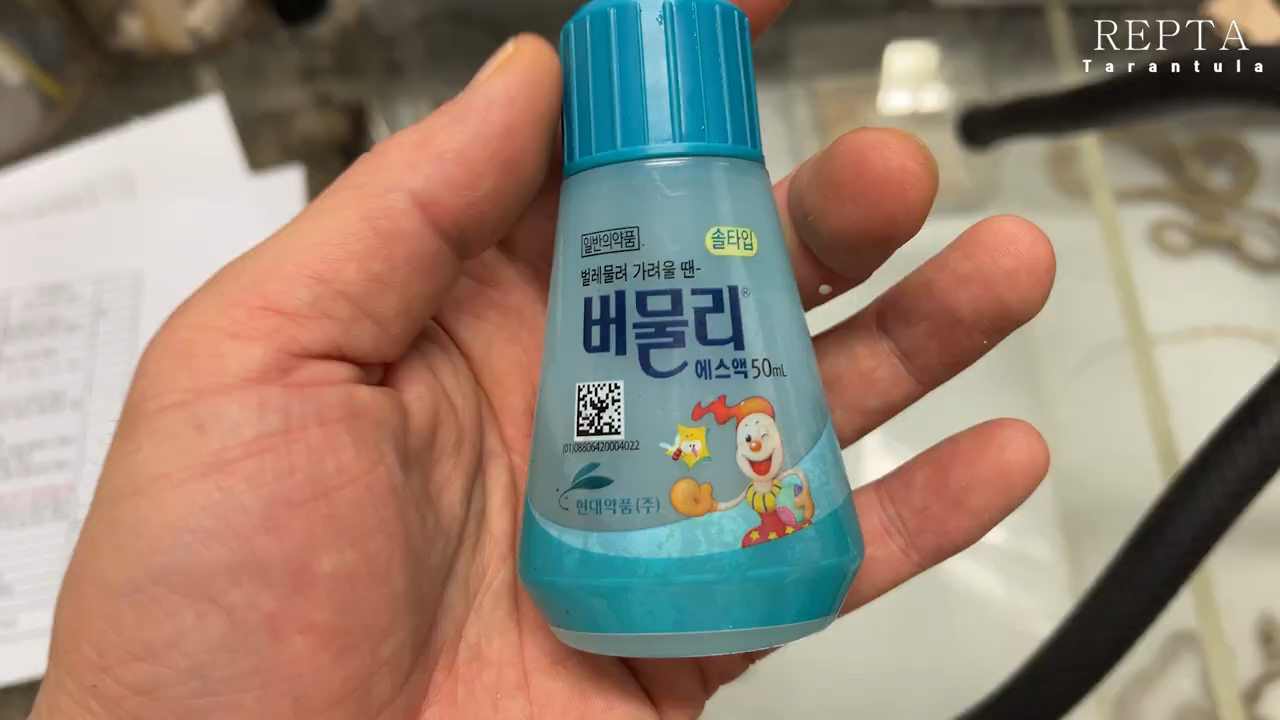 REPTA
Tarantula
일반의약품
솔타입
벌레물려 가려울 땐-
버물리®
에스액 50mL
(01)08806420004022
현대약품(주)